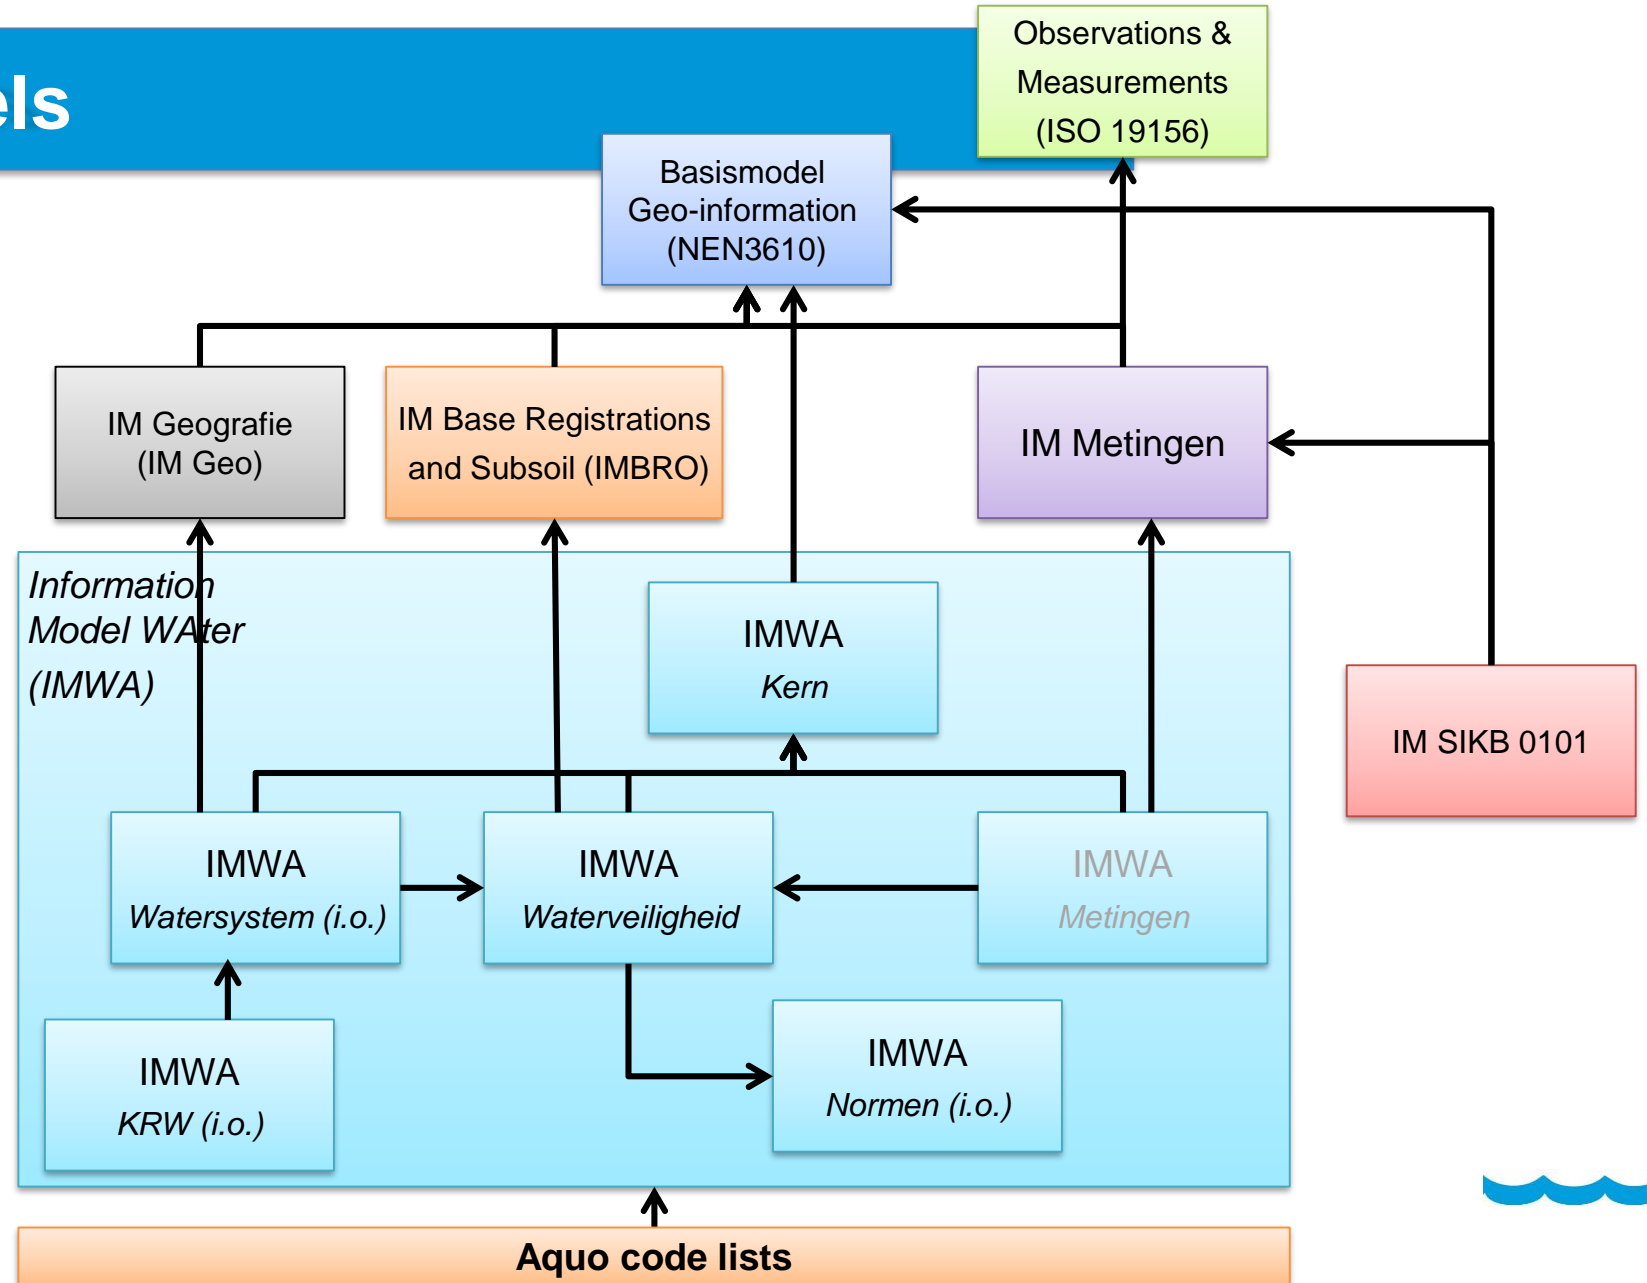 els
Observations &
Measurements
(ISO 19156)
Basismodel
Geo-information
(NEN3610)
IM Geografie
(IM Geo)
IM Base Registrations
and Subsoil (IMBRO)
IM Metingen
Information
Model WAter
(IMWA)
IMWA
Kern
IM SIKB 0101
IMWA
Watersystem (i.o.)
IMWA
Waterveiligheid
IMWA
Metingen
IMWA
KRW (i.o.)
IMWA
Normen (i.o.)
Aquo code lists